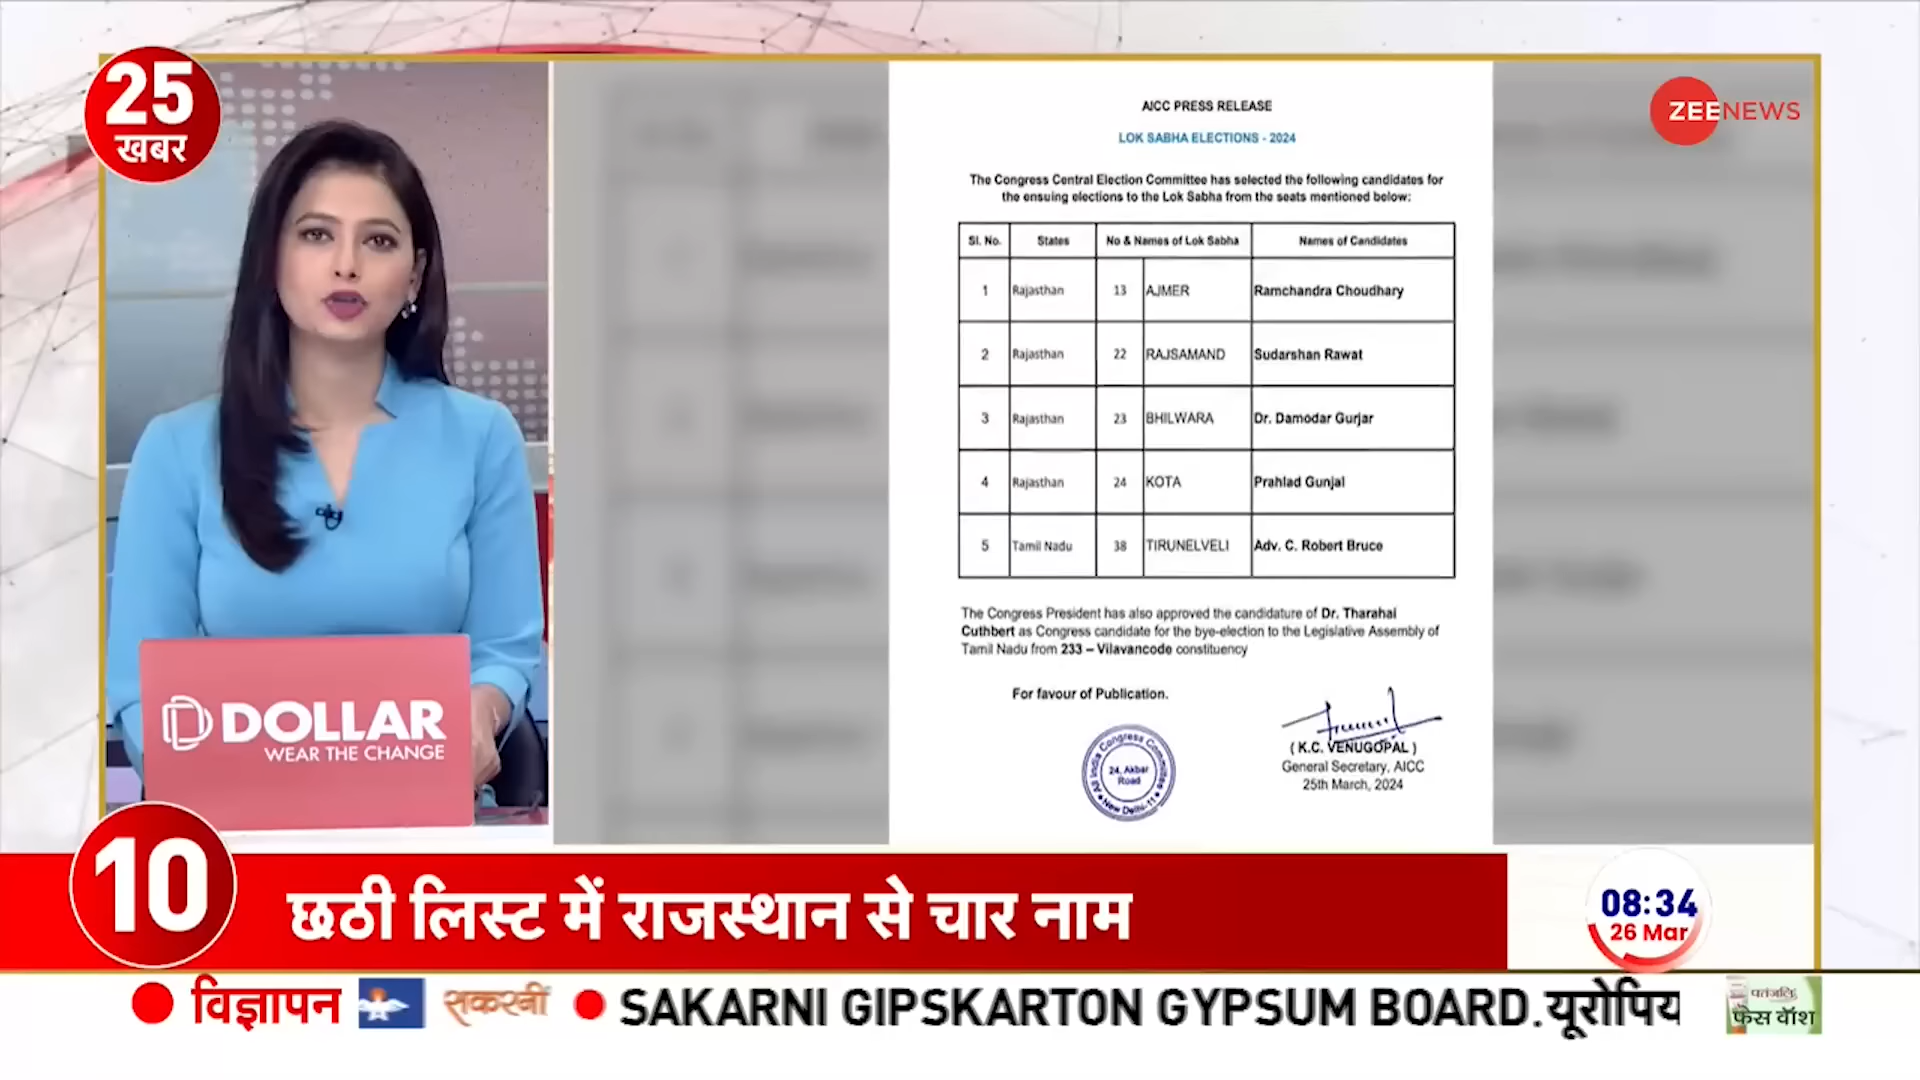 25
खबर
ZEENEWS
AICC PRESS RELEASE
LOK SABHA ELECTIONS - 2024
The Congress Central Election Committee has selected the following candidates for
the ensuing elections to the Lok Sabha from the seats mentioned below:
Sl. No. States No & Names of Lok Sabha Names of Candidates
1 Rajasthan 13 AJMER Ramchandra Choudhary
2 Rajasthan 22 RAJSAMAND Sudarshan Rawat
3 Rajasthan 23 BHILWARA Dr. Damodar Gurjar
4 Rajasthan 24 KOTA Prahlad Gunjal
5 Tamil Nadu 38 TIRUNELVELI Adv. C. Robert Bruce
The Congress President has also approved the candidature of Dr. Tharahai
Cuthbert as Congress candidate for the bye-election to the Legislative Assembly of
Tamil Nadu from 233 – Vilavancode constituency
For favour of Publication.
All India Congress Committee
24, Akbar
Road
New Delhi-11
( K.C. VENUGOPAL )
General Secretary, AICC
25th March, 2024
DOLLAR
WEAR THE CHANGE
10
छठी लिस्ट में राजस्थान से चार नाम
08:34
26 Mar
विज्ञापन सकरनी SAKARNI GIPSKARTON GYPSUM BOARD.यूरोपिय
पतंजलि
फेस वॉश